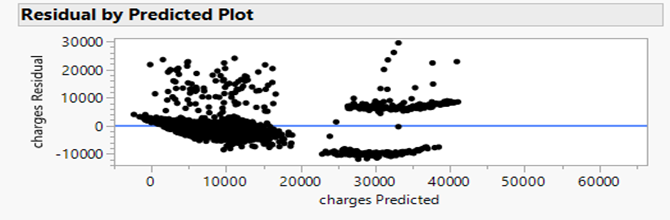 Residual by Predicted Plot
charges Residual
30000
20000
10000
0
-10000
0 10000 20000 30000 40000 50000 60000
charges Predicted